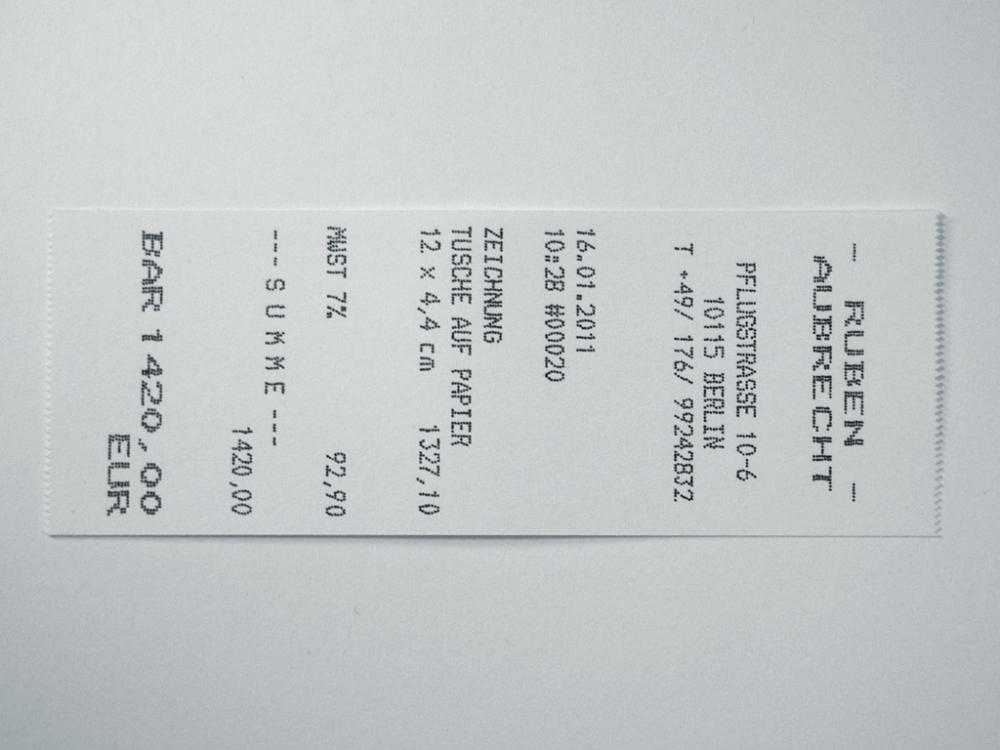 - RUBEN -
AUBRECHT
PFLUGSTRASSE 10-6
10115 BERLIN
T +49/ 176/ 99242832
16.01.2011
10:28 #00020
ZEICHNUNG
TUSCHE AUF PAPIER
12 x 4,4 cm 1327,10
MWST 7% 92,90
--- S U M M E ---
1420,00
BAR 1420,00
EUR